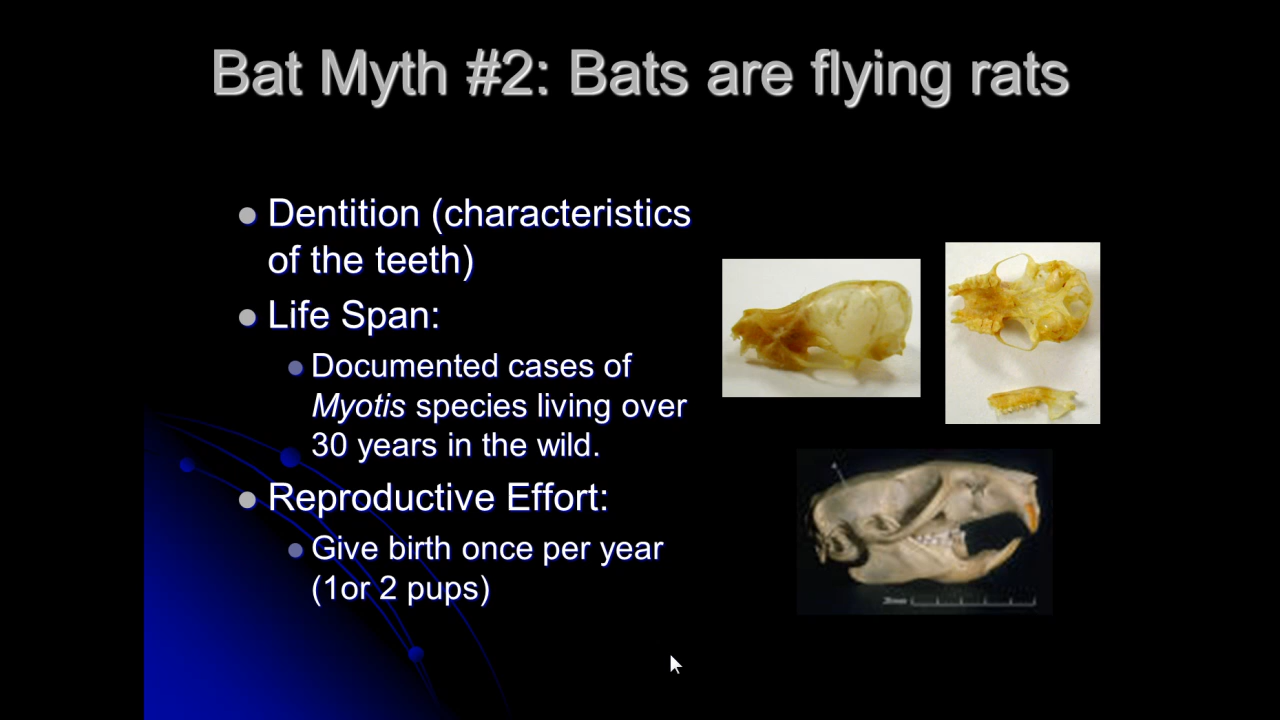 Bat Myth #2: Bats are flying rats
Dentition (characteristics
of the teeth)
Life Span:
Documented cases of
Myotis species living over
30 years in the wild.
Reproductive Effort:
Give birth once per year
(1or 2 pups)